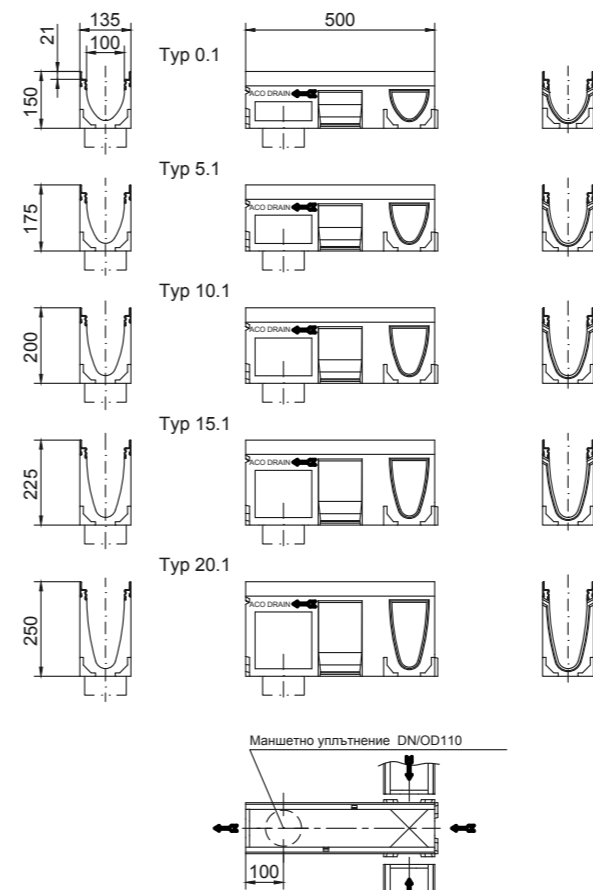 135
500
21
100
Typ 0.1
150
ACO DRAIN
Typ 5.1
175
ACO DRAIN
Typ 10.1
200
ACO DRAIN
Typ 15.1
225
ACO DRAIN
Typ 20.1
250
ACO DRAIN
Маншетно уплътнение DN/OD110
100